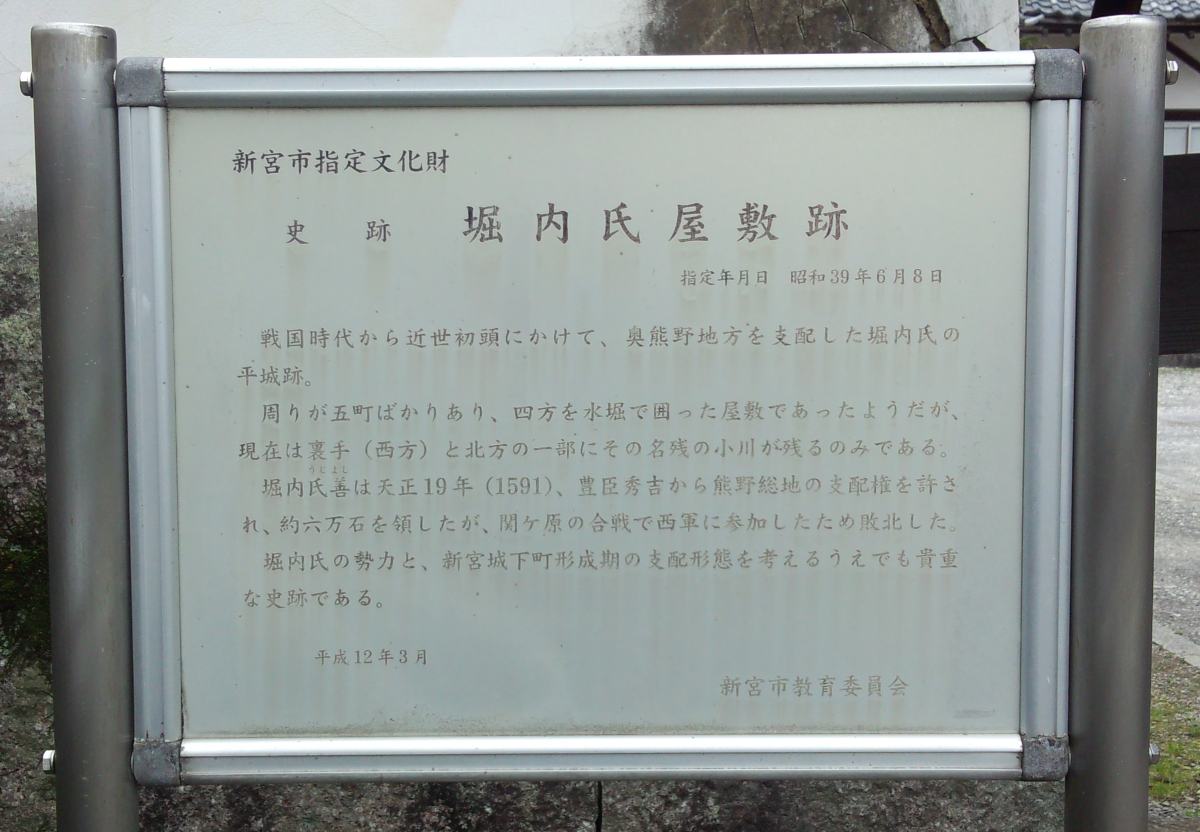 新宮市指定文化財
史 跡 堀内氏屋敷跡
指定年月日 昭和39年6月8日
戦国時代から近世初頭にかけて、奥熊野地方を支配した堀内氏の
平城跡。
周りが五町ばかりあり、四方を水堀で囲った屋敷であったようだが、
現在は裏手（西方）と北方の一部にその名残の小川が残るのみである。
うじよし
堀内氏善は天正19年（1591）、豊臣秀吉から熊野総地の支配権を許さ
れ、約六万石を領したが、関ケ原の合戦で西軍に参加したため敗北した。
堀内氏の勢力と、新宮城下町形成期の支配形態を考えるうえでも貴重
な史跡である。
平成12年3月
新宮市教育委員会